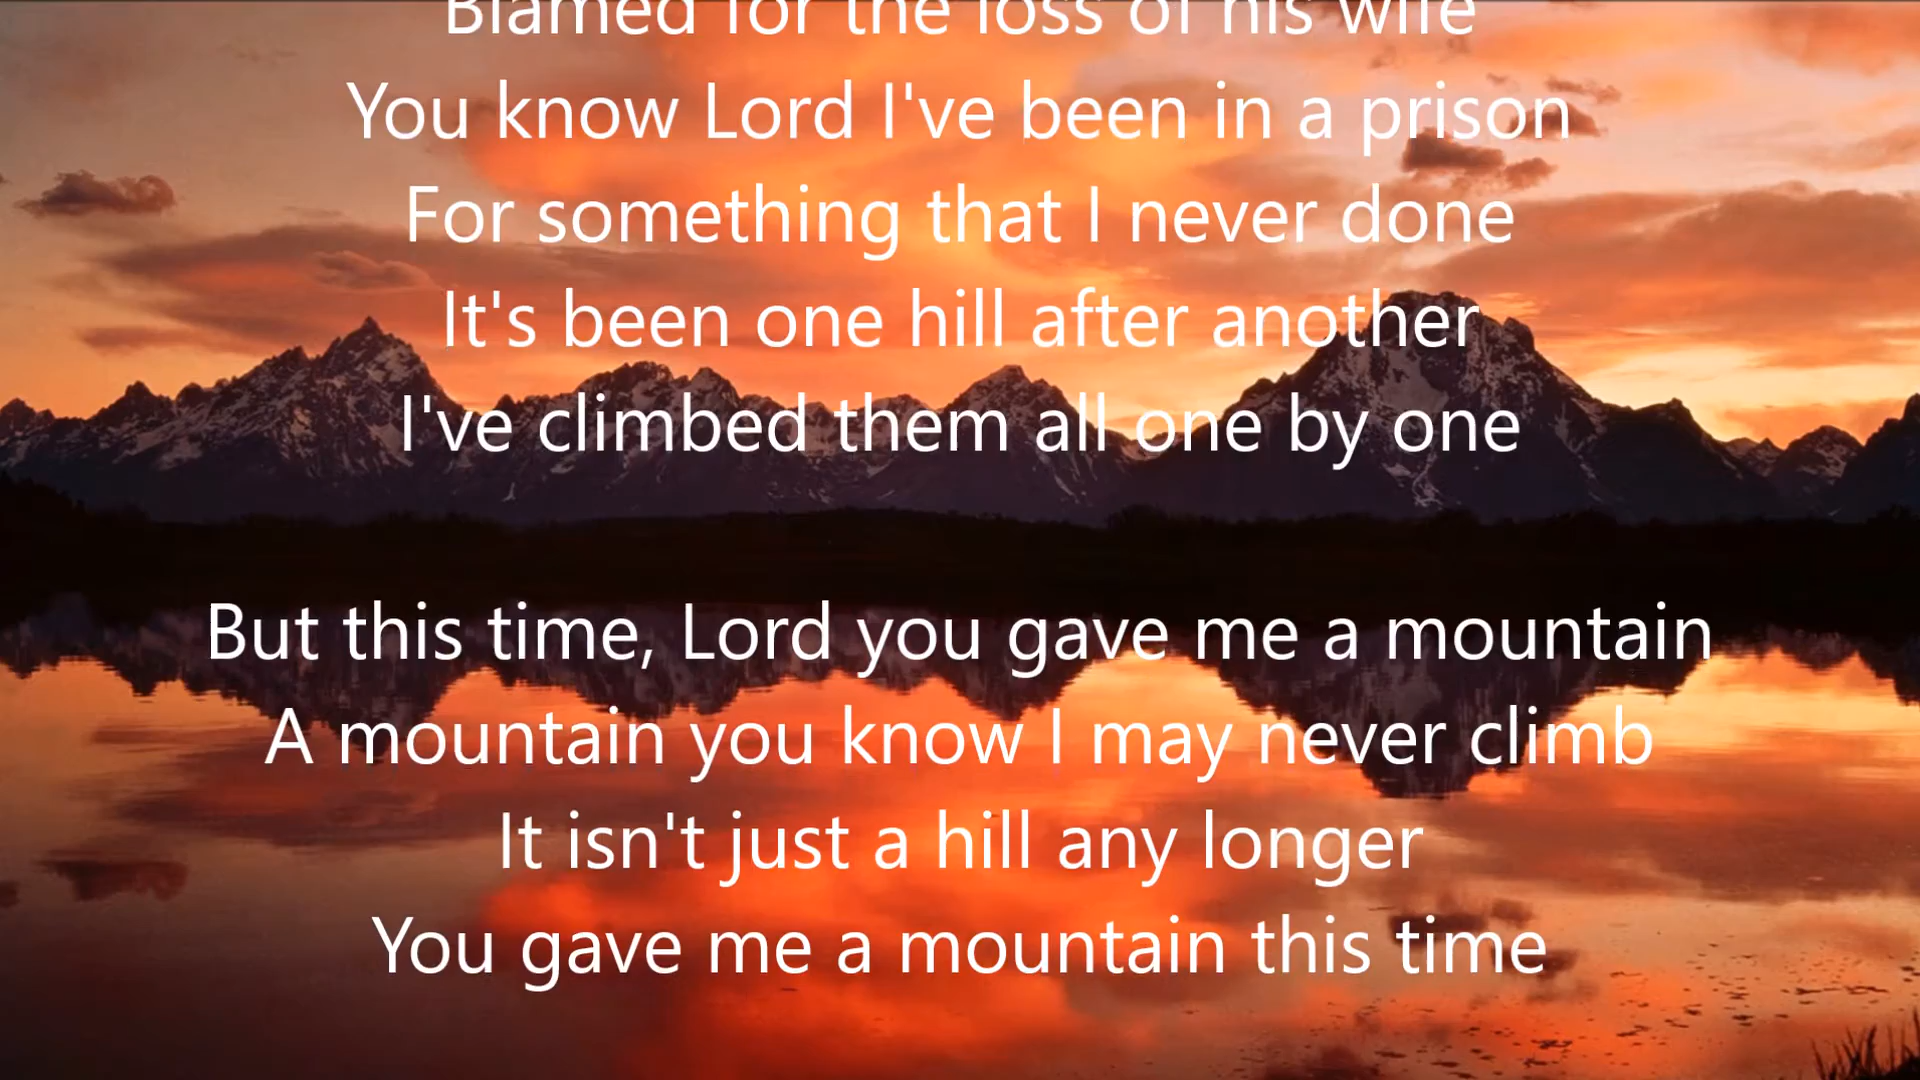 Blamed for the loss of his wife
You know Lord I've been in a prison
For something that I never done
It's been one hill after another
I've climbed them all one by one
But this time, Lord you gave me a mountain
A mountain you know I may never climb
It isn't just a hill any longer
You gave me a mountain this time